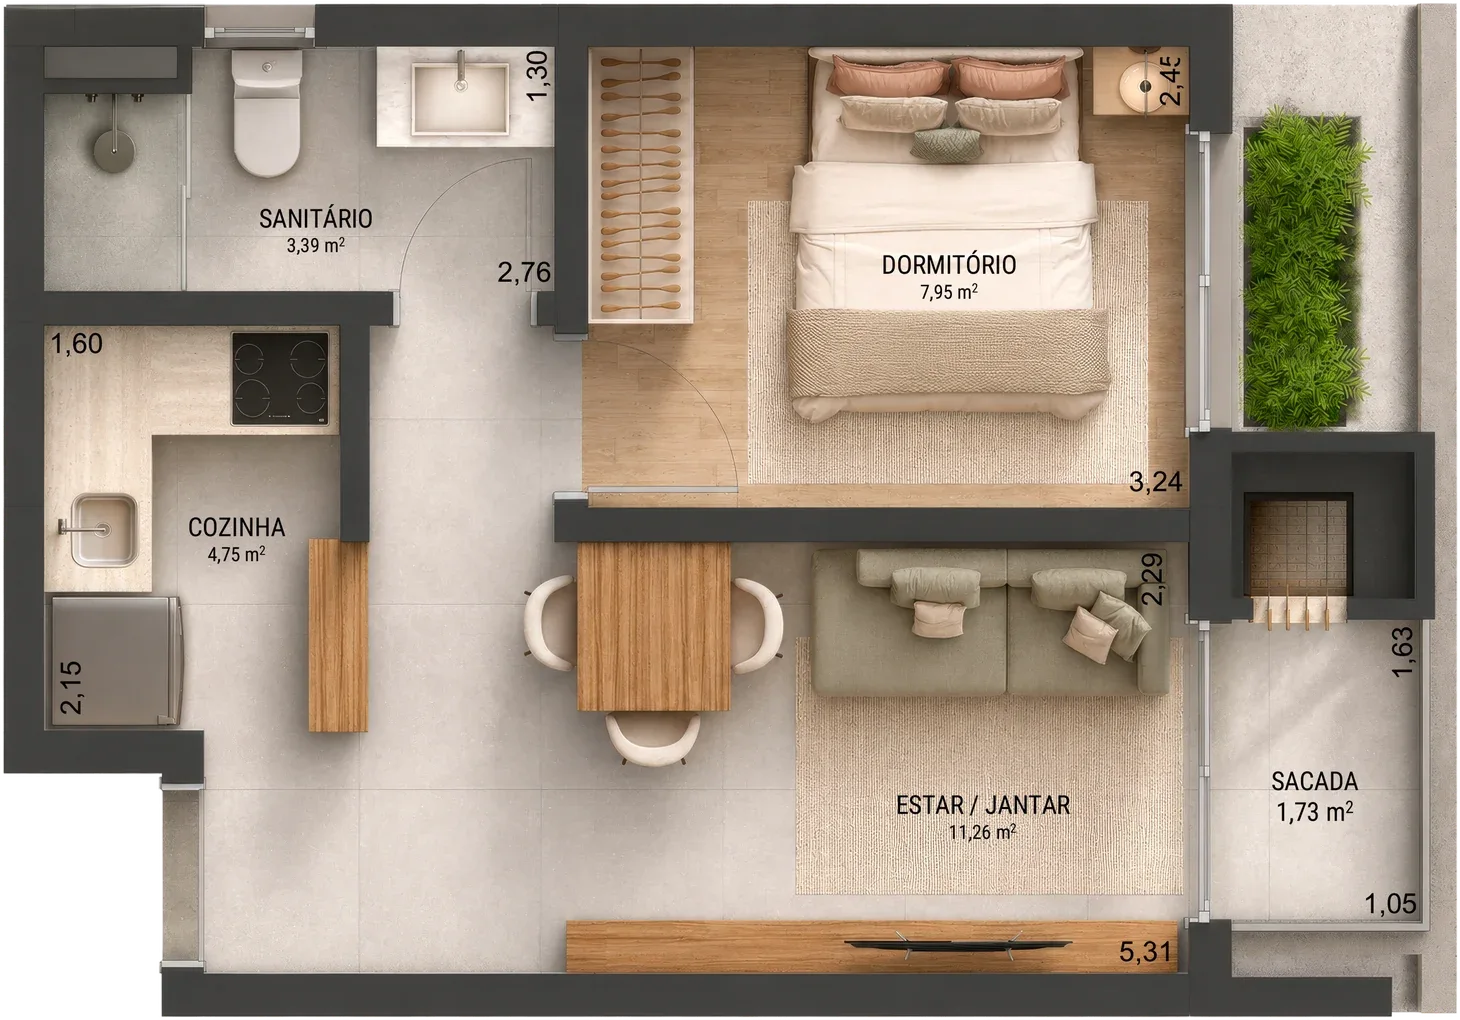 1,30
2,45
SANITÁRIO
3,39 m²
2,76
DORMITÓRIO
7,95 m²
3,24
1,60
COZINHA
4,75 m²
2,15
2,29
ESTAR / JANTAR
11,26 m²
5,31
1,63
SACADA
1,73 m²
1,05